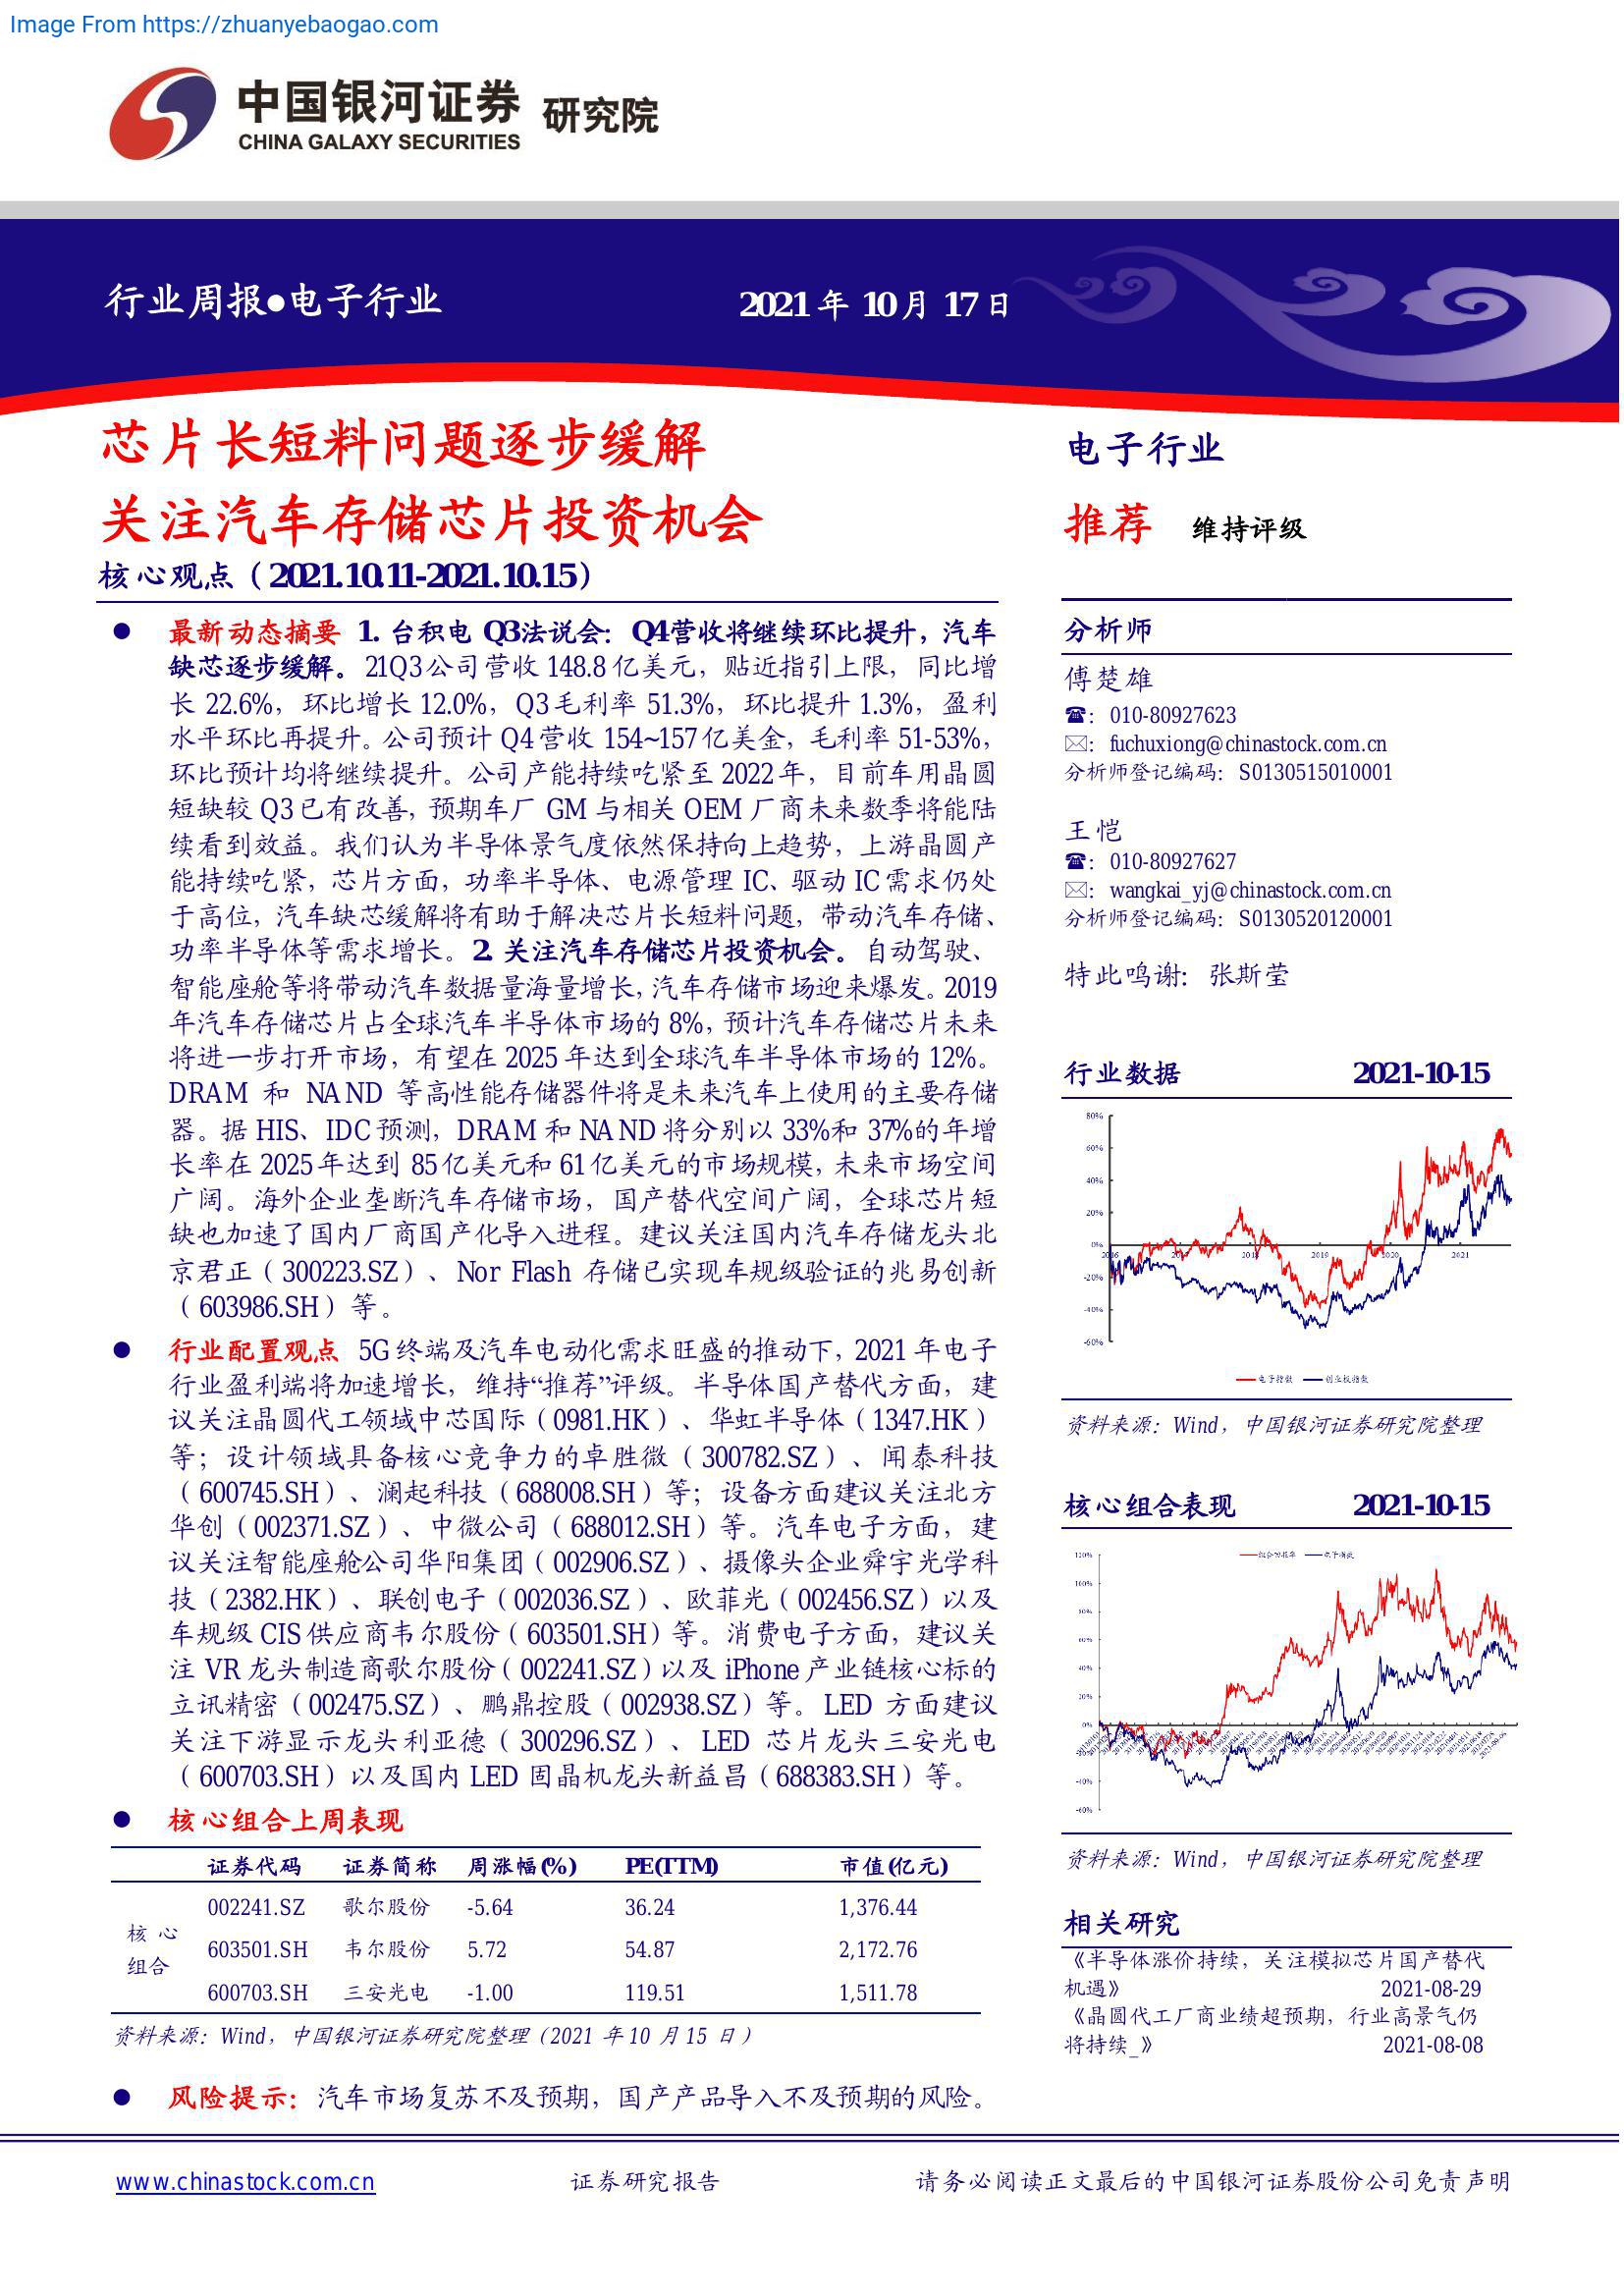 Image From https://zhuanyebaogao.com
中国银河证券 研究院
CHINA GALAXY SECURITIES
行业周报●电子行业
2021 年 10 月 17 日
芯片长短料问题逐步缓解
关注汽车存储芯片投资机会
核心观点（2021.10.11-2021.10.15）
● 最新动态摘要 1. 台积电 Q3法说会：Q4营收将继续环比提升，汽车
缺芯逐步缓解。21Q3公司营收 148.8 亿美元，贴近指引上限，同比增
长 22.6%，环比增长 12.0%，Q3毛利率 51.3%，环比提升 1.3%，盈利
水平环比再提升。公司预计 Q4营收 154~157亿美金，毛利率 51-53%，
环比预计均将继续提升。公司产能持续吃紧至 2022年，目前车用晶圆
短缺较 Q3已有改善，预期车厂 GM 与相关 OEM 厂商未来数季将能陆
续看到效益。我们认为半导体景气度依然保持向上趋势，上游晶圆产
能持续吃紧，芯片方面，功率半导体、电源管理 IC、驱动 IC需求仍处
于高位，汽车缺芯缓解将有助于解决芯片长短料问题，带动汽车存储、
功率半导体等需求增长。2. 关注汽车存储芯片投资机会。自动驾驶、
智能座舱等将带动汽车数据量海量增长，汽车存储市场迎来爆发。2019
年汽车存储芯片占全球汽车半导体市场的 8%，预计汽车存储芯片未来
将进一步打开市场，有望在 2025 年达到全球汽车半导体市场的 12%。
DRAM 和 NAND 等高性能存储器件将是未来汽车上使用的主要存储
器。据 HIS、IDC预测，DRAM 和 NAND将分别以 33%和 37%的年增
长率在 2025年达到 85亿美元和 61亿美元的市场规模，未来市场空间
广阔。海外企业垄断汽车存储市场，国产替代空间广阔，全球芯片短
缺也加速了国内厂商国产化导入进程。建议关注国内汽车存储龙头北
京君正（300223.SZ）、Nor Flash 存储已实现车规级验证的兆易创新
（603986.SH）等。
● 行业配置观点 5G 终端及汽车电动化需求旺盛的推动下，2021 年电子
行业盈利端将加速增长，维持“推荐”评级。半导体国产替代方面，建
议关注晶圆代工领域中芯国际（0981.HK）、华虹半导体（1347.HK）
等；设计领域具备核心竞争力的卓胜微（300782.SZ）、闻泰科技
（600745.SH）、澜起科技（688008.SH）等；设备方面建议关注北方
华创（002371.SZ）、中微公司（688012.SH）等。汽车电子方面，建
议关注智能座舱公司华阳集团（002906.SZ）、摄像头企业舜宇光学科
技（2382.HK）、联创电子（002036.SZ）、欧菲光（002456.SZ）以及
车规级 CIS供应商韦尔股份（603501.SH）等。消费电子方面，建议关
注 VR 龙头制造商歌尔股份（002241.SZ）以及 iPhone 产业链核心标的
立讯精密（002475.SZ）、鹏鼎控股（002938.SZ）等。LED 方面建议
关注下游显示龙头利亚德（300296.SZ）、LED 芯片龙头三安光电
（600703.SH）以及国内 LED 固晶机龙头新益昌（688383.SH）等。
● 核心组合上周表现
证券代码 证券简称 周涨幅(%) PE(TTM) 市值(亿元)
核心
组合
002241.SZ 歌尔股份 -5.64 36.24 1,376.44
603501.SH 韦尔股份 5.72 54.87 2,172.76
600703.SH 三安光电 -1.00 119.51 1,511.78
资料来源：Wind，中国银河证券研究院整理（2021 年10 月15 日）
● 风险提示：汽车市场复苏不及预期，国产产品导入不及预期的风险。
电子行业
推荐 维持评级
分析师
傅楚雄
☎：010-80927623
✉：fuchuxiong@chinastock.com.cn
分析师登记编码：S0130515010001
王恺
☎：010-80927627
✉：wangkai_yj@chinastock.com.cn
分析师登记编码：S0130520120001
特此鸣谢：张斯莹
行业数据 2021-10-15
80%
60%
40%
20%
0%
-20%
-40%
-60%
2016 2017 2018 2019 2020 2021
电子指数 创业板指数
资料来源：Wind，中国银河证券研究院整理
核心组合表现 2021-10-15
120%
100%
80%
60%
40%
20%
0%
-20%
-40%
-60%
资料来源：Wind，中国银河证券研究院整理
相关研究
《半导体涨价持续，关注模拟芯片国产替代
机遇》 2021-08-29
《晶圆代工厂商业绩超预期，行业高景气仍
将持续_》 2021-08-08
www.chinastock.com.cn
证券研究报告
请务必阅读正文最后的中国银河证券股份公司免责声明